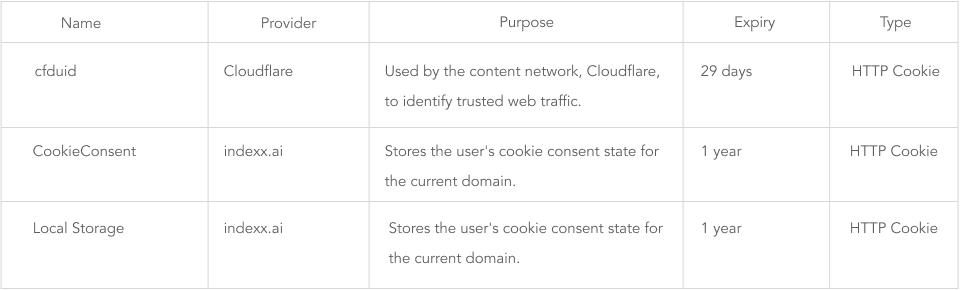 Name Provider Purpose Expiry Type
cfduid Cloudflare Used by the content network, Cloudflare, 29 days HTTP Cookie
to identify trusted web traffic.
CookieConsent indexx.ai Stores the user's cookie consent state for 1 year HTTP Cookie
the current domain.
Local Storage indexx.ai Stores the user's cookie consent state for 1 year HTTP Cookie
the current domain.